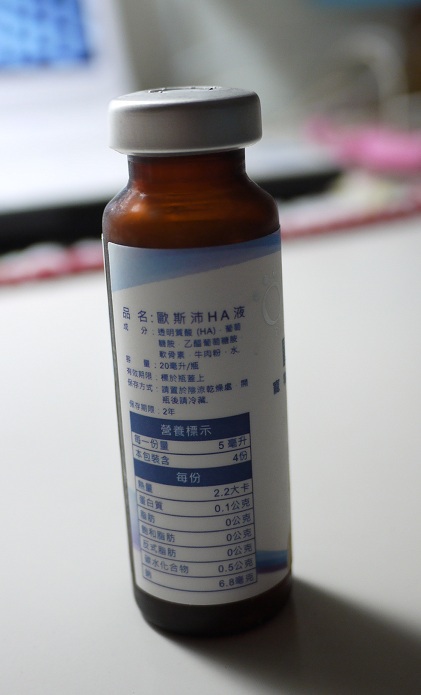 品 名:歐斯沛HA液
成 分:透明質酸 (HA)、葡萄
糖胺、乙醯葡萄糖胺
軟骨素、牛肉粉、水
容 量:20毫升/瓶
有效期限:標於瓶蓋上
保存方式:請置於陰涼乾燥處 開
瓶後請冷藏
保存期限:2年
營養標示
每一份量 5 毫升
本包裝含 4份
每份
熱量 2.2大卡
蛋白質 0.1公克
脂肪 0公克
飽和脂肪 0公克
反式脂肪 0公克
碳水化合物 0.5公克
鈉 6.8毫克